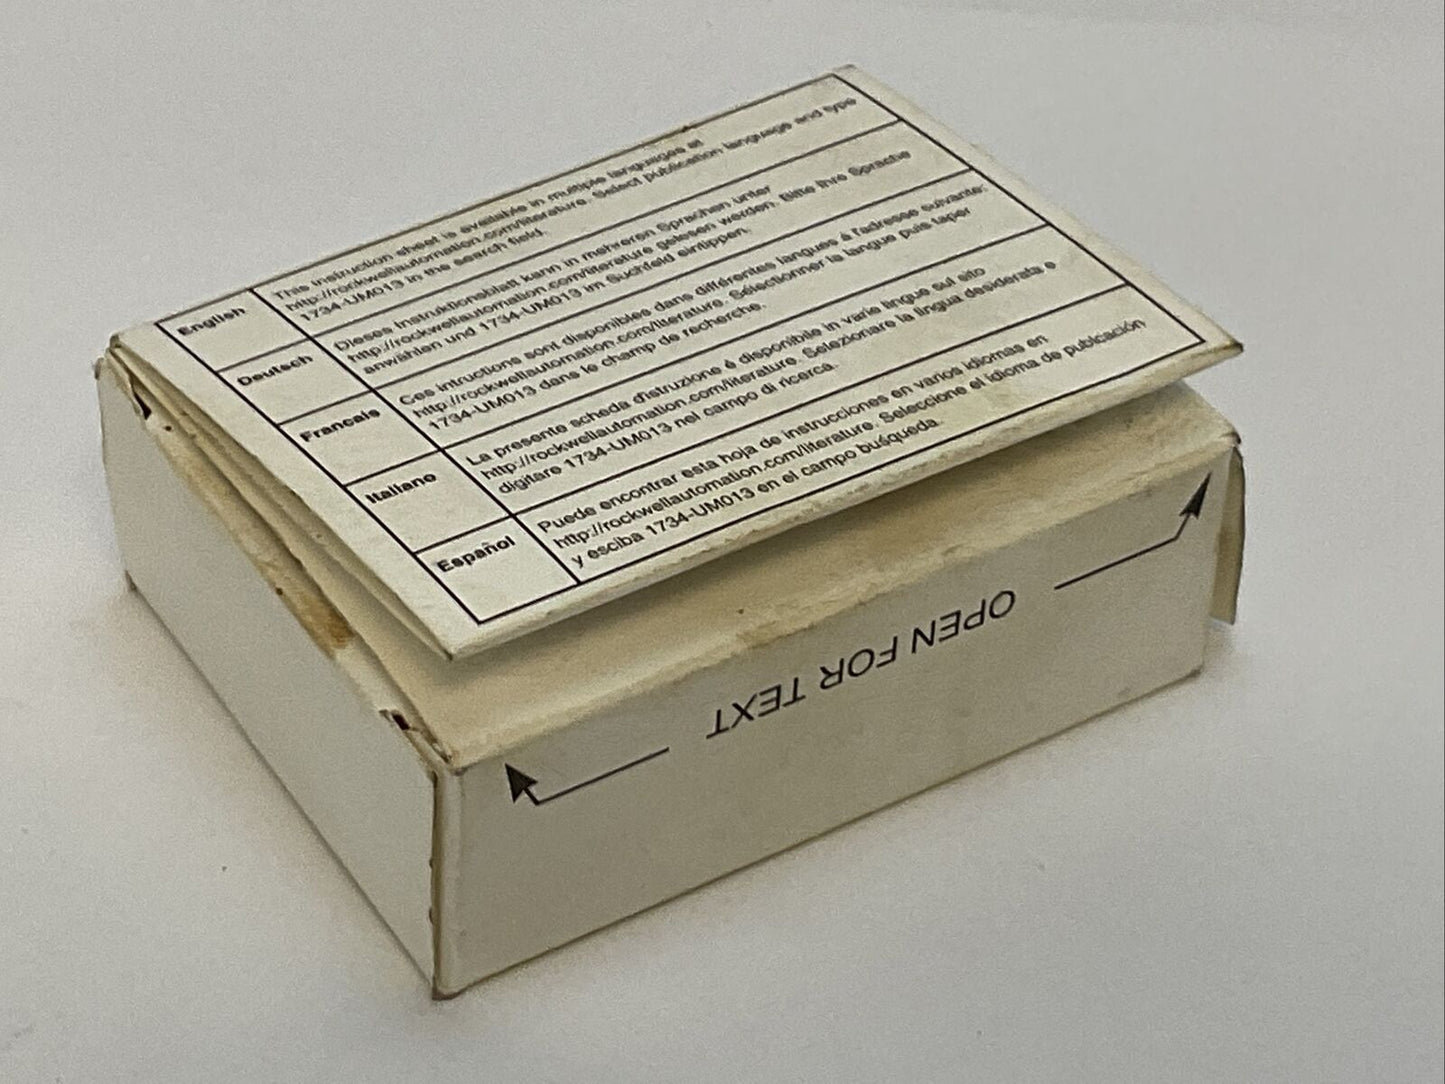 English
This instruction sheet is available in multiple languages at
http://rockwellautomation.com/literature. Select publication language and type
1734-UM013 in the search field.
Deutsch
Dieses Instruktionsblatt kann in mehreren Sprachen unter
http://rockwellautomation.com/literature gelesen werden. Bitte Ihre Sprache
anwählen und 1734-UM013 im Suchfeld eintippen.
Francais
Ces intructions sont disponibles dans différentes langues á l'adresse suivante:
http://rockwellautomation.com/literature. Sélectionner la langue puis taper
1734-UM013 dans le champ de recherche.
Italiano
La presente scheda d'istruzione é disponibile in varie lingue sul sito
http://rockwellautomation.com/literature. Selezionare la lingua desiderata e
digitare 1734-UM013 nel campo di ricerca.
Español
Puede encontrar esta hoja de instrucciones en varios idiomas en
http://rockwellautomation.com/literature. Seleccione el idioma de publicación
y esciba 1734-UM013 en el campo busqueda.
OPEN FOR TEXT